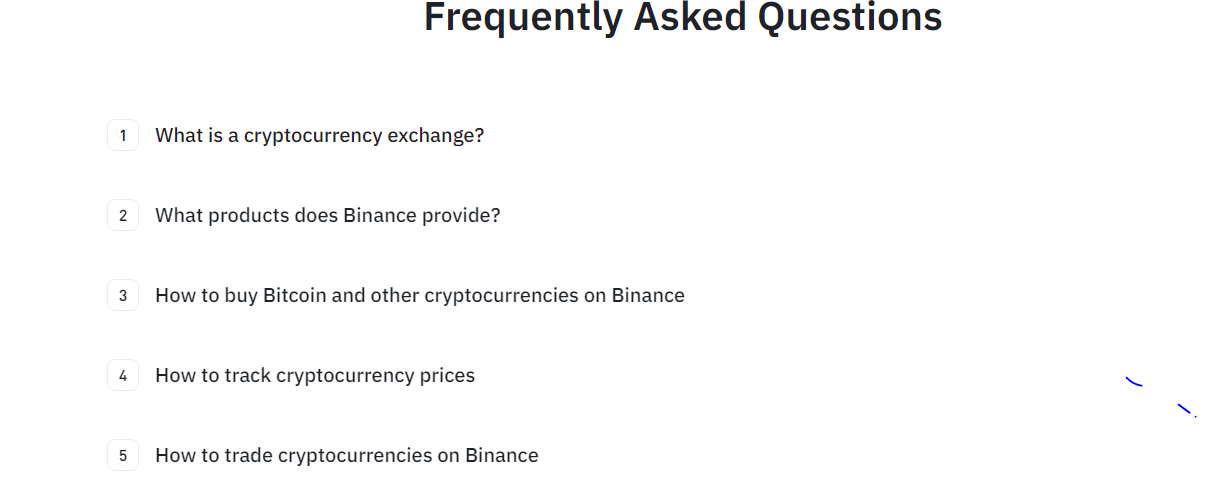 Frequently Asked Questions
1 What is a cryptocurrency exchange?
2 What products does Binance provide?
3 How to buy Bitcoin and other cryptocurrencies on Binance
4 How to track cryptocurrency prices
5 How to trade cryptocurrencies on Binance